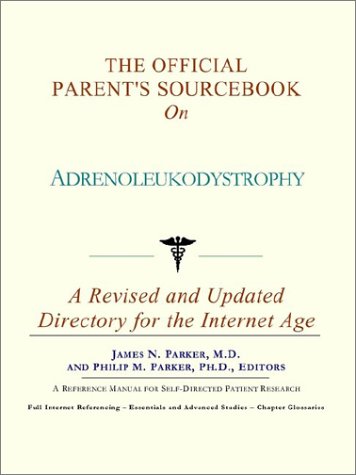 THE OFFICIAL
PARENT'S SOURCEBOOK
On
ADRENOLEUKODYSTROPHY
A Revised and Updated
Directory for the Internet Age
JAMES N. PARKER, M.D.
AND PHILIP M. PARKER, PH.D., EDITORS
A REFERENCE MANUAL FOR SELF-DIRECTED PATIENT RESEARCH
Full Internet Referencing – Essentials and Advanced Studies – Chapter Glossaries